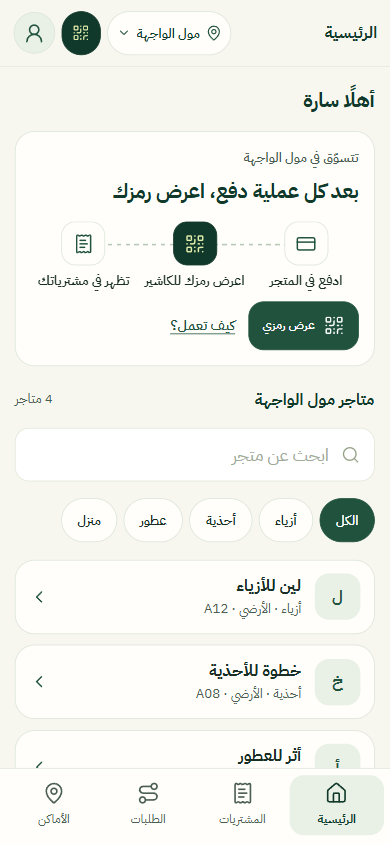 الرئيسية
مول الواجهة
أهلًا سارة
تتسوّق في مول الواجهة
بعد كل عملية دفع، اعرض رمزك
ادفع في المتجر
اعرض رمزك للكاشير
تظهر في مشترياتك
عرض رمزي
كيف تعمل؟
متاجر مول الواجهة
4 متاجر
ابحث عن متجر
الكل
أزياء
أحذية
عطور
منزل
ل
لين للأزياء
أزياء · الأرضي · A12
خ
خطوة للأحذية
أحذية · الأرضي · A08
أ
أثر للعطور
الرئيسية
المشتريات
الطلبات
الأماكن